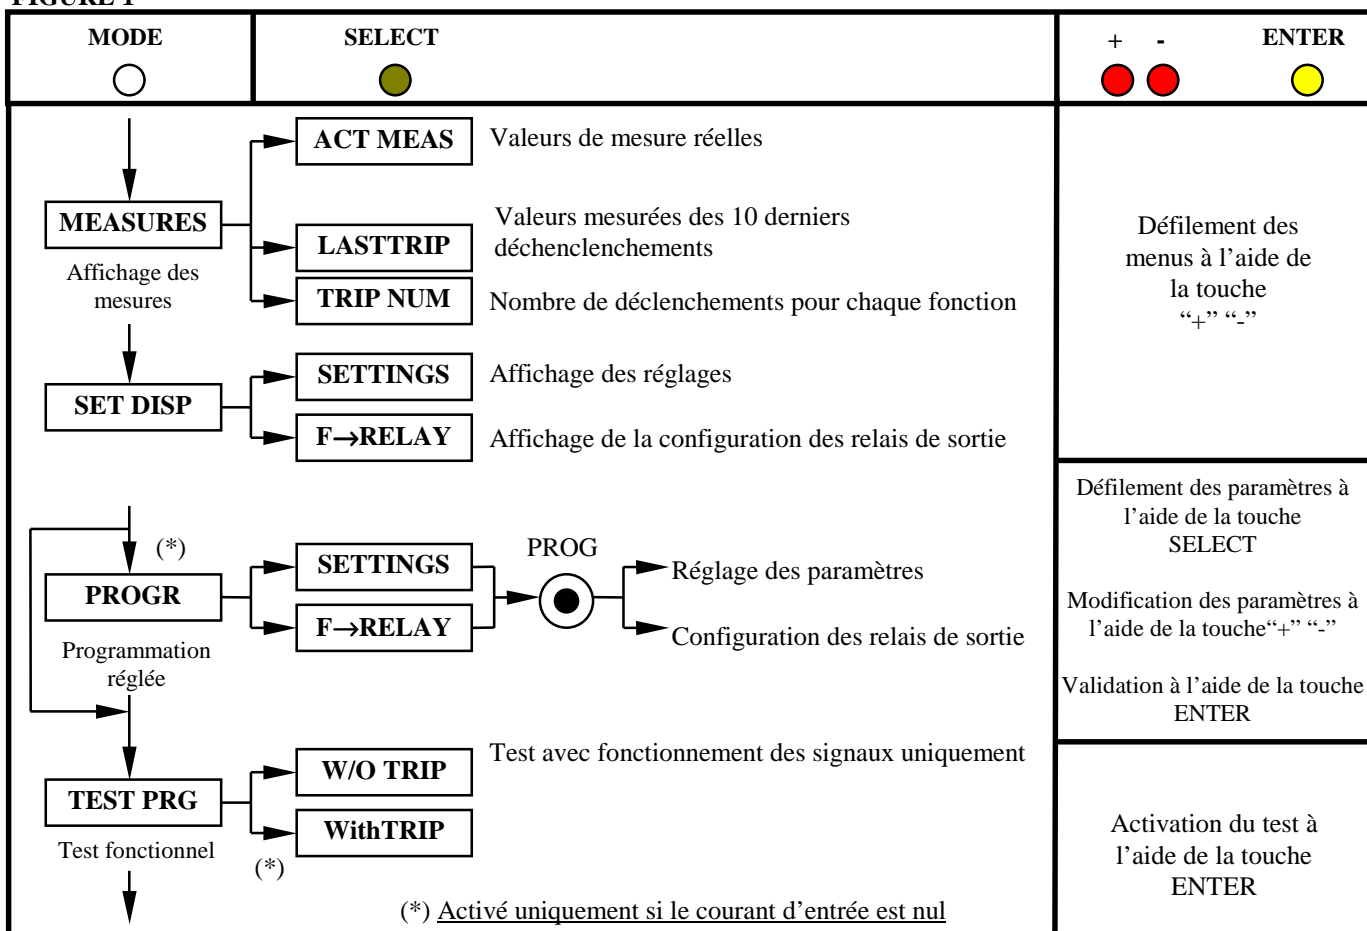 FIGURE 1
MODE
SELECT
+ -
ENTER
ACT MEAS
Valeurs de mesure réelles
MEASURES
Affichage des
mesures
LASTTRIP
Valeurs mesurées des 10 derniers
déchenclenchements
TRIP NUM
Nombre de déclenchements pour chaque fonction
Défilement des
menus à l’aide de
la touche
“+” “-”
SET DISP
SETTINGS
Affichage des réglages
F→RELAY
Affichage de la configuration des relais de sortie
(*)
PROGR
Programmation
réglée
SETTINGS
F→RELAY
PROG
Réglage des paramètres
Configuration des relais de sortie
Défilement des paramètres à
l’aide de la touche
SELECT
Modification des paramètres à
l’aide de la touche“+” “-”
Validation à l’aide de la touche
ENTER
TEST PRG
Test fonctionnel
W/O TRIP
Test avec fonctionnement des signaux uniquement
WithTRIP
(*)
Activation du test à
l’aide de la touche
ENTER
(*) Activé uniquement si le courant d’entrée est nul